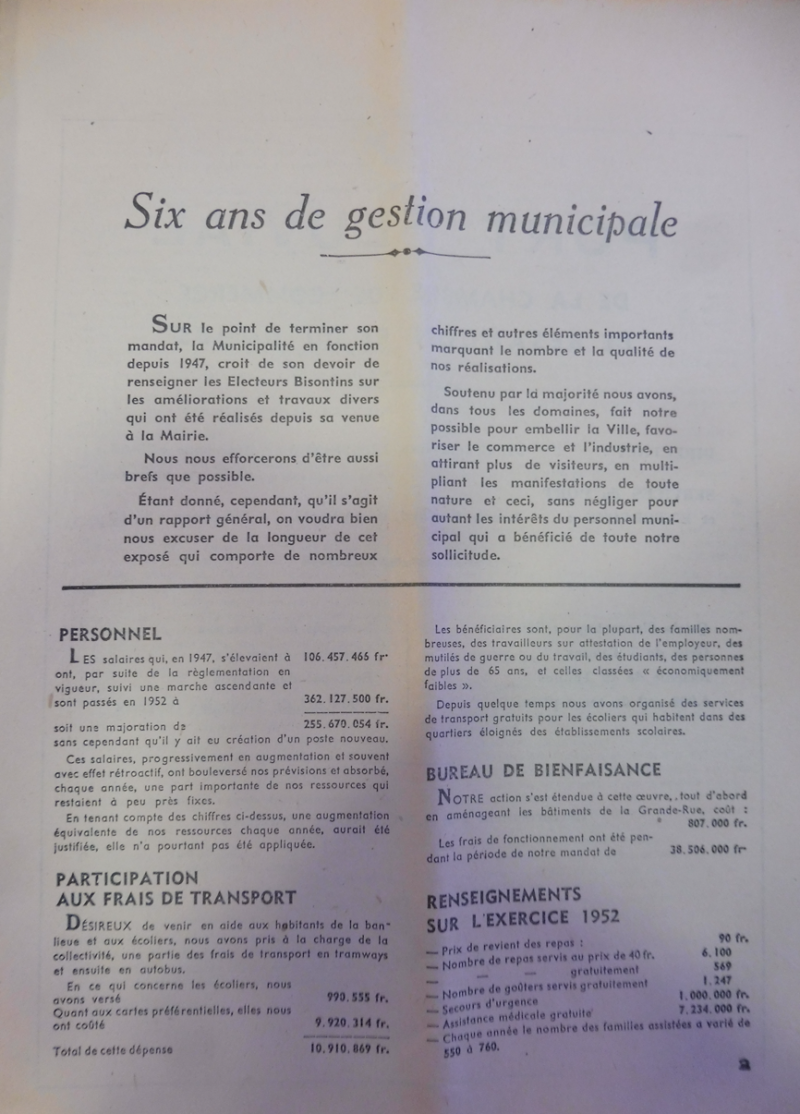 Six ans de gestion municipale
SUR le point de terminer son
mandat, la Municipalité en fonction
depuis 1947, croit de son devoir de
renseigner les Electeurs Bisontins sur
les améliorations et travaux divers
qui ont été réalisés depuis sa venue
à la Mairie.
Nous nous efforcerons d'être aussi
brefs que possible.
Étant donné, cependant, qu'il s'agit
d'un rapport général, on voudra bien
nous excuser de la longueur de cet
exposé qui comporte de nombreux
chiffres et autres éléments importants
marquant le nombre et la qualité de
nos réalisations.
Soutenu par la majorité nous avons,
dans tous les domaines, fait notre
possible pour embellir la Ville, favo-
riser le commerce et l'industrie, en
attirant plus de visiteurs, en multi-
pliant les manifestations de toute
nature et ceci, sans négliger pour
autant les intérêts du personnel muni-
cipal qui a bénéficié de toute notre
sollicitude.
PERSONNEL
LES salaires qui, en 1947, s'élevaient à 106.457.465 fr.
ont, par suite de la règlementation en
vigueur, suivi une marche ascendante et
sont passés en 1952 à 362.127.500 fr.
soit une majoration de 255.670.054 fr.
sans cependant qu'il y ait eu création d'un poste nouveau.
Ces salaires, progressivement en augmentation et souvent
avec effet rétroactif, ont bouleversé nos prévisions et absorbé,
chaque année, une part importante de nos ressources qui
restaient à peu près fixes.
En tenant compte des chiffres ci-dessus, une augmentation
équivalente de nos ressources chaque année, aurait été
justifiée, elle n'a pourtant pas été appliquée.
PARTICIPATION
AUX FRAIS DE TRANSPORT
DÉSIREUX de venir en aide aux habitants de la ban-
lieue et aux écoliers, nous avons pris à la charge de la
collectivité, une partie des frais de transport en tramways
et ensuite en autobus.
En ce qui concerne les écoliers, nous
avons versé 990.555 fr.
Quant aux cartes préférentielles, elles nous
ont coûté 9.920.314 fr.
Total de cette dépense 10.910.869 fr.
Les bénéficiaires sont, pour la plupart, des familles nom-
breuses, des travailleurs sur attestation de l'employeur, des
mutilés de guerre ou du travail, des étudiants, des personnes
de plus de 65 ans, et celles classées « économiquement
faibles ».
Depuis quelque temps nous avons organisé des services
de transport gratuits pour les écoliers qui habitent dans des
quartiers éloignés des établissements scolaires.
BUREAU DE BIENFAISANCE
NOTRE action s'est étendue à cette œuvre, tout d'abord
en aménageant les bâtiments de la Grande-Rue, coût :
807.000 fr.
Les frais de fonctionnement ont été pen-
dant la période de notre mandat de 38.506.000 fr.
RENSEIGNEMENTS
SUR L'EXERCICE 1952
— Prix de revient des repas : 90 fr.
— Nombre de repas servis au prix de 40 fr. 6.100
— — — gratuitement 569
— Nombre de goûters servis gratuitement 1.247
— Secours d'urgence 1.000.000 fr.
— Assistance médicale gratuite 7.234.000 fr.
— Chaque année le nombre des familles assistées a varié de
550 à 760.